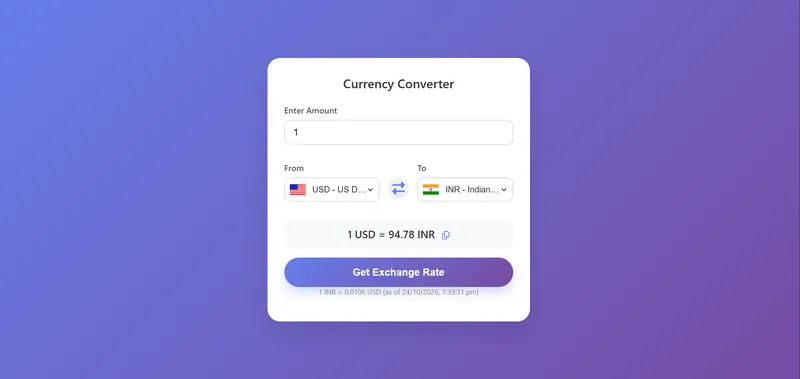 Currency Converter
Enter Amount
1
From To
USD - US D... INR - Indian...
1 USD = 94.78 INR
Get Exchange Rate
1 INR = 0.0106 USD (as of 24/10/2026, 7:39:31 pm)